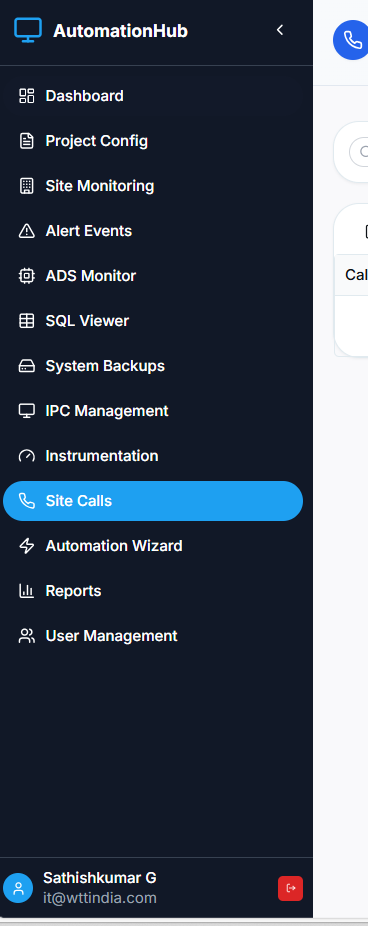 AutomationHub
Dashboard
Project Config
Site Monitoring
Alert Events
ADS Monitor
SQL Viewer
System Backups
IPC Management
Instrumentation
Site Calls
Automation Wizard
Reports
User Management
Cal
Sathishkumar G
it@wttindia.com